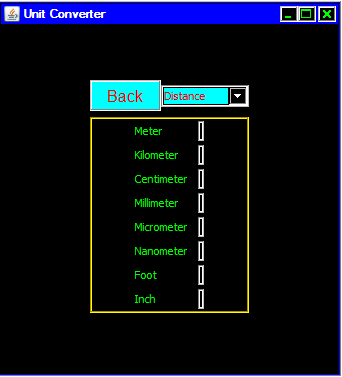 Unit Converter
Back
Distance
Meter
Kilometer
Centimeter
Millimeter
Micrometer
Nanometer
Foot
Inch